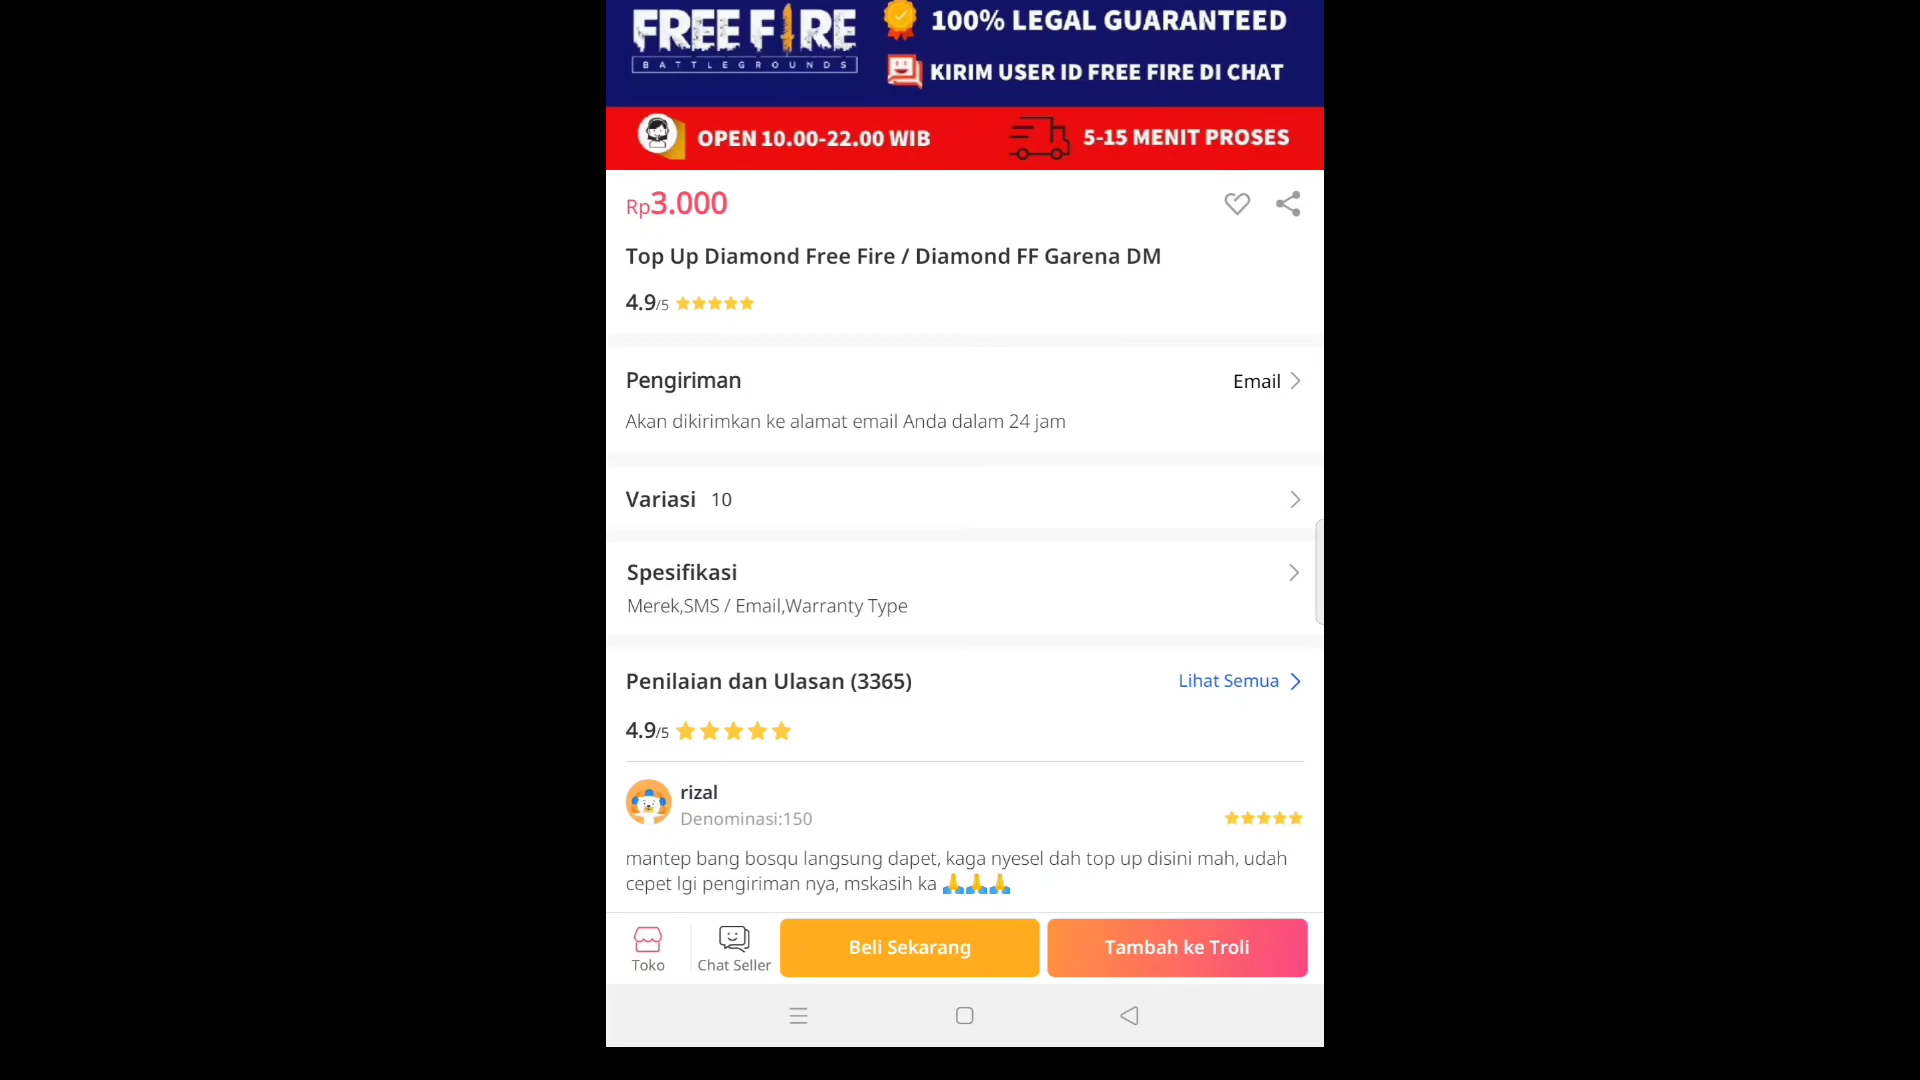 FREE FIRE
BATTLEGROUNDS
100% LEGAL GUARANTEED
KIRIM USER ID FREE FIRE DI CHAT
OPEN 10.00-22.00 WIB
5-15 MENIT PROSES
Rp3.000
Top Up Diamond Free Fire / Diamond FF Garena DM
4.9/5
Pengiriman
Email
Akan dikirimkan ke alamat email Anda dalam 24 jam
Variasi 10
Spesifikasi
Merek,SMS / Email,Warranty Type
Penilaian dan Ulasan (3365)
Lihat Semua
4.9/5
rizal
Denominasi:150
mantep bang bosqu langsung dapet, kaga nyesel dah top up disini mah, udah
cepet lgi pengiriman nya, mskasih ka 🙏🙏🙏
Toko
Chat Seller
Beli Sekarang
Tambah ke Troli